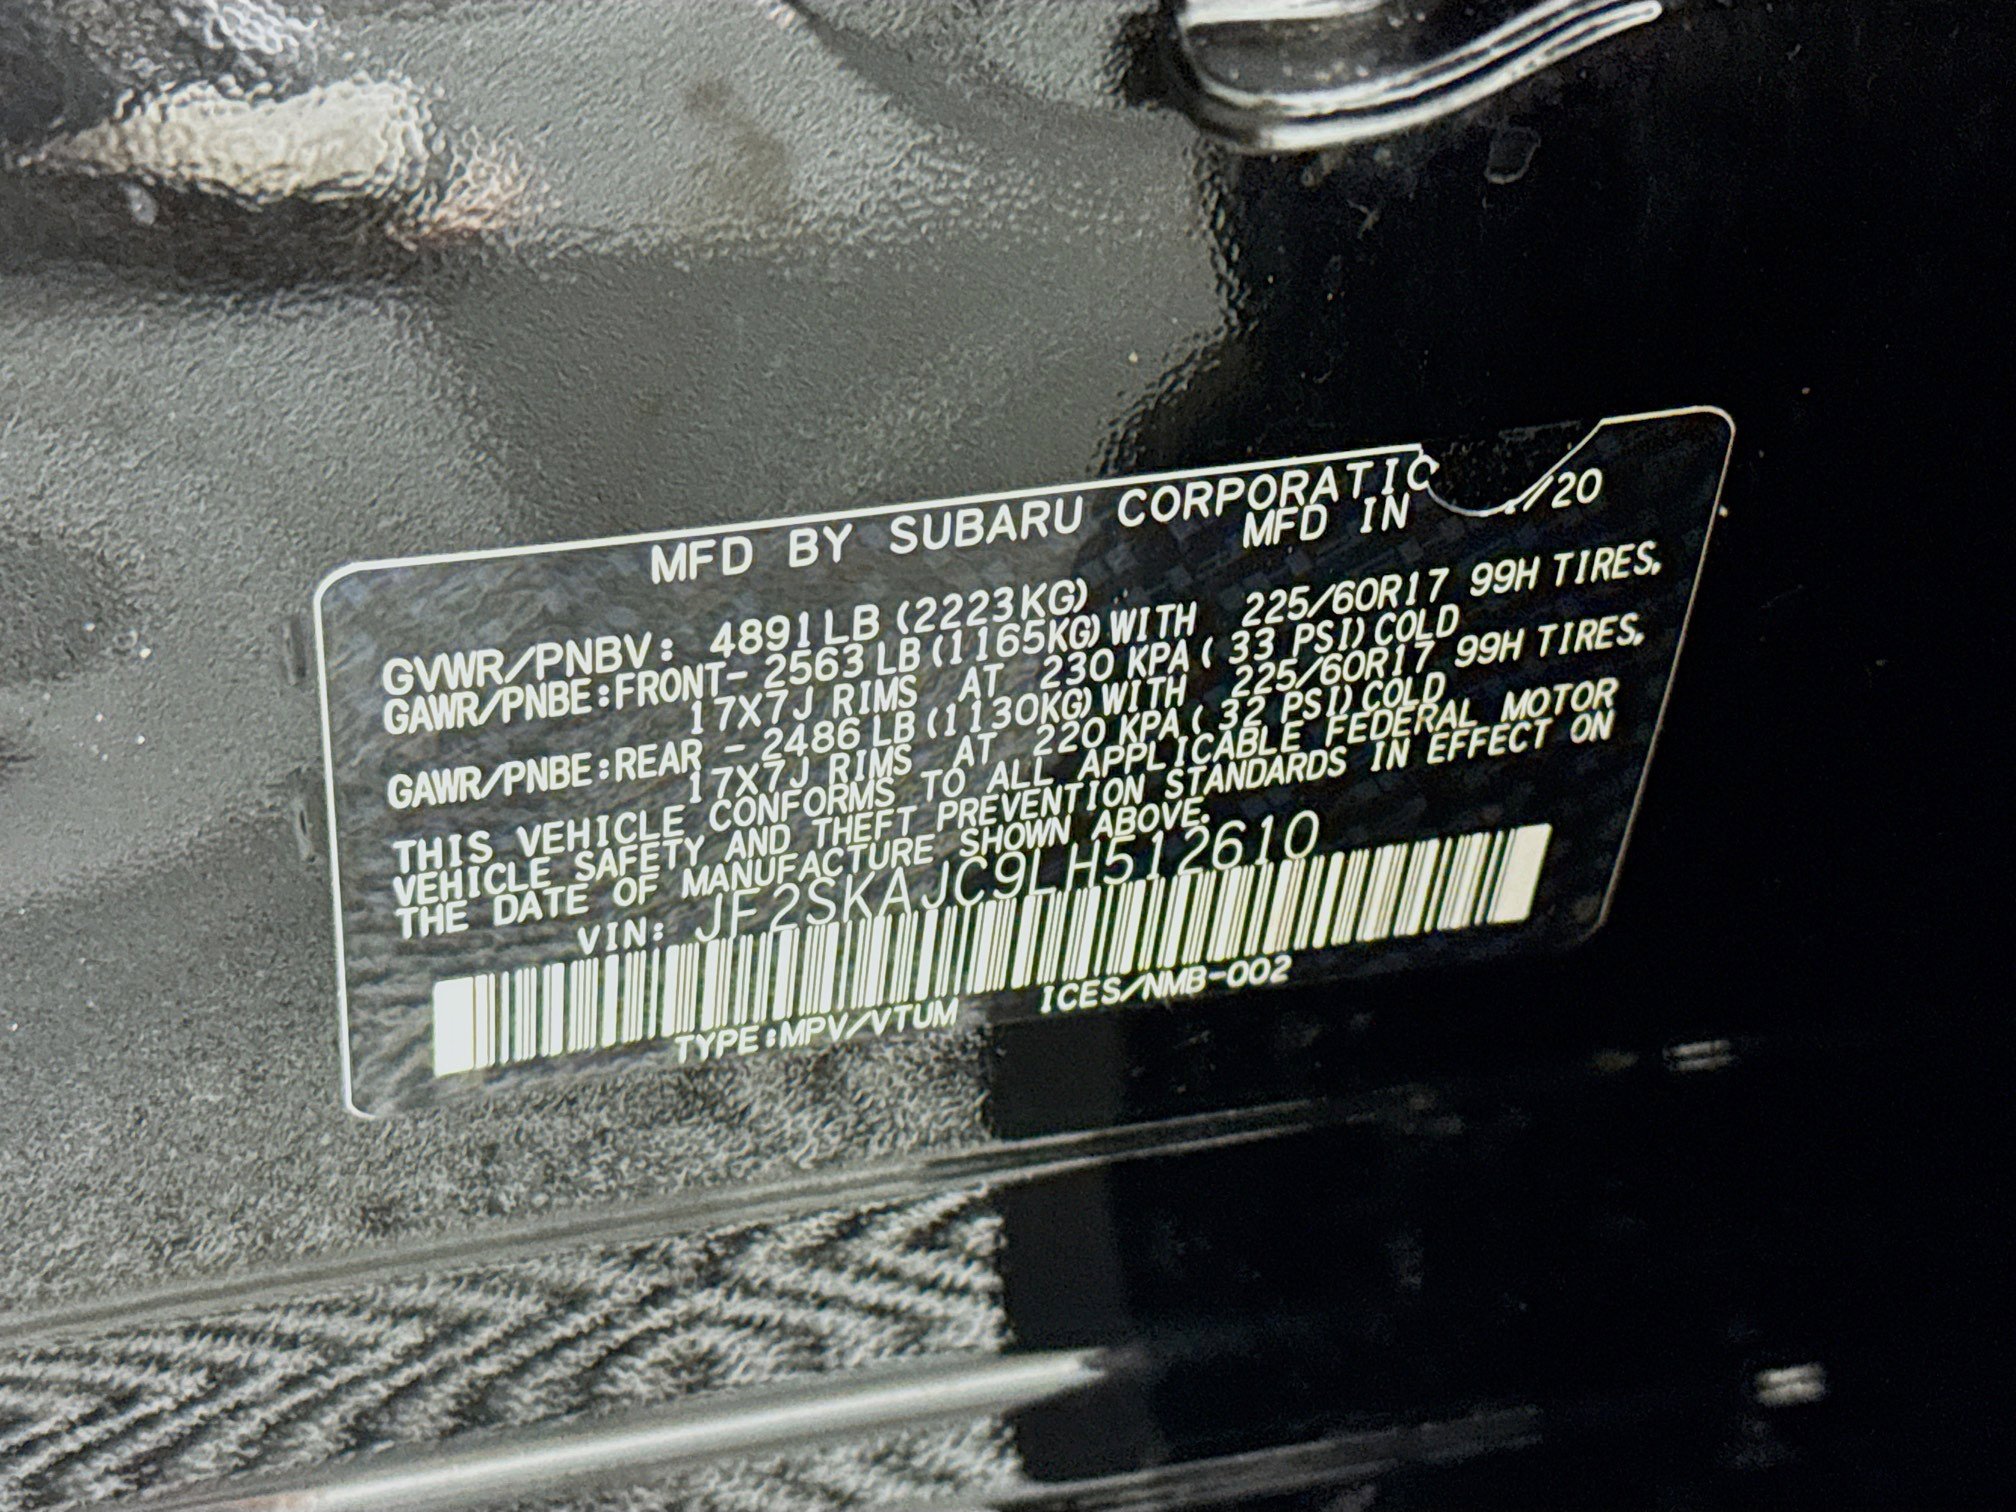 MFD BY SUBARU CORPORATIO
MFD IN /20
GVWR/PNBV: 4891LB (2223KG)
GAWR/PNBE:FRONT- 2563 LB (1165KG) WITH 225/60R17 99H TIRES,
17X7J RIMS AT 230 KPA ( 33 PSI) COLD
GAWR/PNBE:REAR - 2486 LB (1130KG) WITH 225/60R17 99H TIRES,
17X7J RIMS AT 220 KPA ( 32 PSI) COLD
THIS VEHICLE CONFORMS TO ALL APPLICABLE FEDERAL MOTOR
VEHICLE SAFETY AND THEFT PREVENTION STANDARDS IN EFFECT ON
THE DATE OF MANUFACTURE SHOWN ABOVE.
VIN: JF2SKAJC9LH512610
TYPE:MPV/VTUM ICES/NMB-002